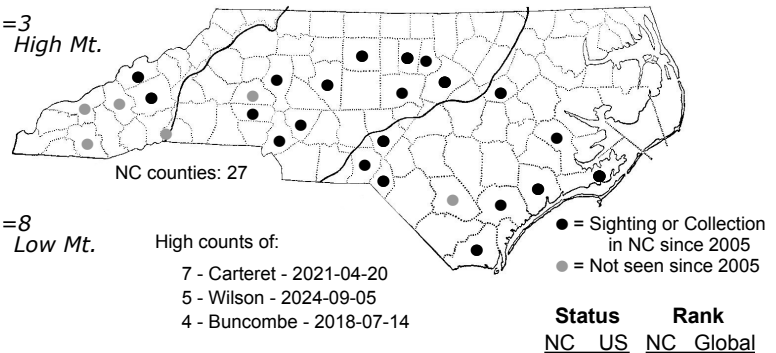 =3
High Mt.
NC counties: 27
=8
Low Mt.
High counts of:
7 - Carteret - 2021-04-20
5 - Wilson - 2024-09-05
4 - Buncombe - 2018-07-14
= Sighting or Collection
in NC since 2005
= Not seen since 2005
Status Rank
NC US NC Global